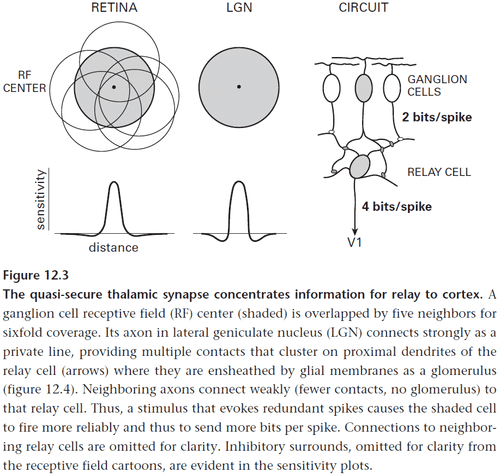 RETINA
LGN
CIRCUIT
RF
CENTER
GANGLION
CELLS
2 bits/spike
RELAY CELL
4 bits/spike
V1
sensitivity
distance
Figure 12.3
The quasi-secure thalamic synapse concentrates information for relay to cortex. A
ganglion cell receptive field (RF) center (shaded) is overlapped by five neighbors for
sixfold coverage. Its axon in lateral geniculate nucleus (LGN) connects strongly as a
private line, providing multiple contacts that cluster on proximal dendrites of the
relay cell (arrows) where they are ensheathed by glial membranes as a glomerulus
(figure 12.4). Neighboring axons connect weakly (fewer contacts, no glomerulus) to
that relay cell. Thus, a stimulus that evokes redundant spikes causes the shaded cell
to fire more reliably and thus to send more bits per spike. Connections to neighbor-
ing relay cells are omitted for clarity. Inhibitory surrounds, omitted for clarity from
the receptive field cartoons, are evident in the sensitivity plots.